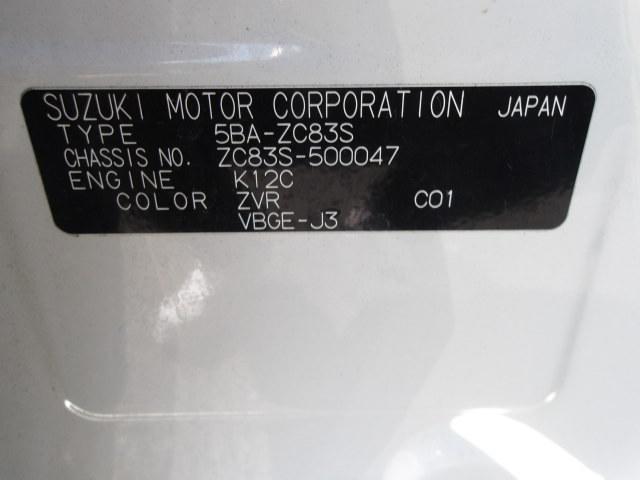 SUZUKI MOTOR CORPORATION JAPAN
TYPE 5BA-ZC83S
CHASSIS NO. ZC83S-500047
ENGINE K12C
COLOR ZVR C01
VBGE-J3